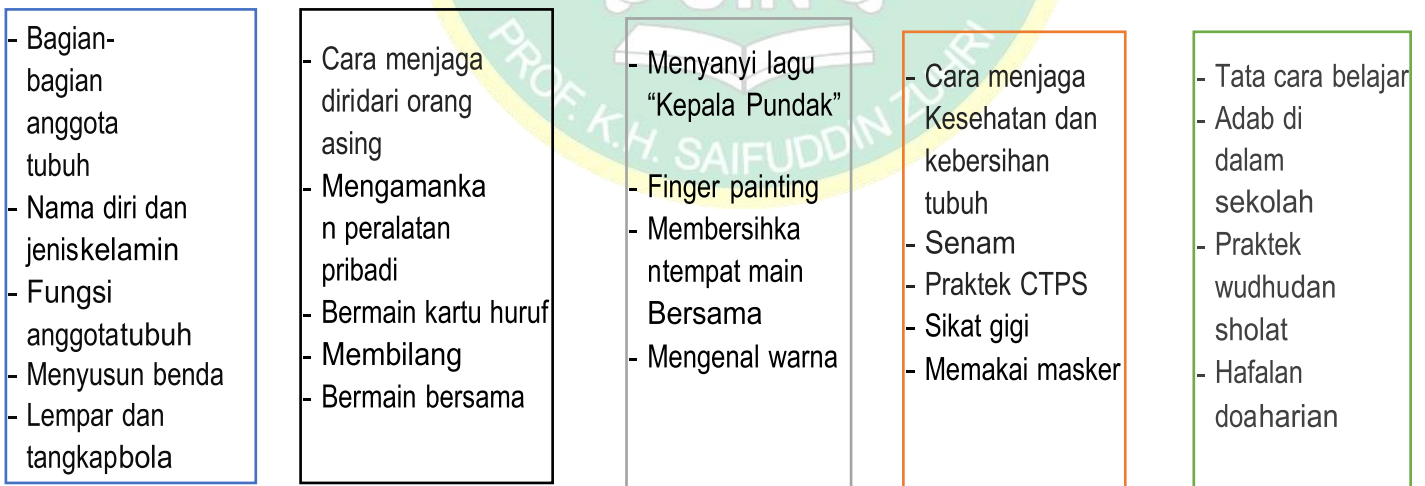 UIN
PROF. K.H. SAIFUDDIN ZUHRI
- Bagian-
bagian
anggota
tubuh
- Nama diri dan
jeniskelamin
- Fungsi
anggotatubuh
- Menyusun benda
- Lempar dan
tangkapbola
- Cara menjaga
diridari orang
asing
- Mengamanka
n peralatan
pribadi
- Bermain kartu huruf
- Membilang
- Bermain bersama
- Menyanyi lagu
“Kepala Pundak”
- Finger painting
- Membersihka
ntempat main
Bersama
- Mengenal warna
- Cara menjaga
Kesehatan dan
kebersihan
tubuh
- Senam
- Praktek CTPS
- Sikat gigi
- Memakai masker
- Tata cara belajar
- Adab di
dalam
sekolah
- Praktek
wudhudan
sholat
- Hafalan
doaharian